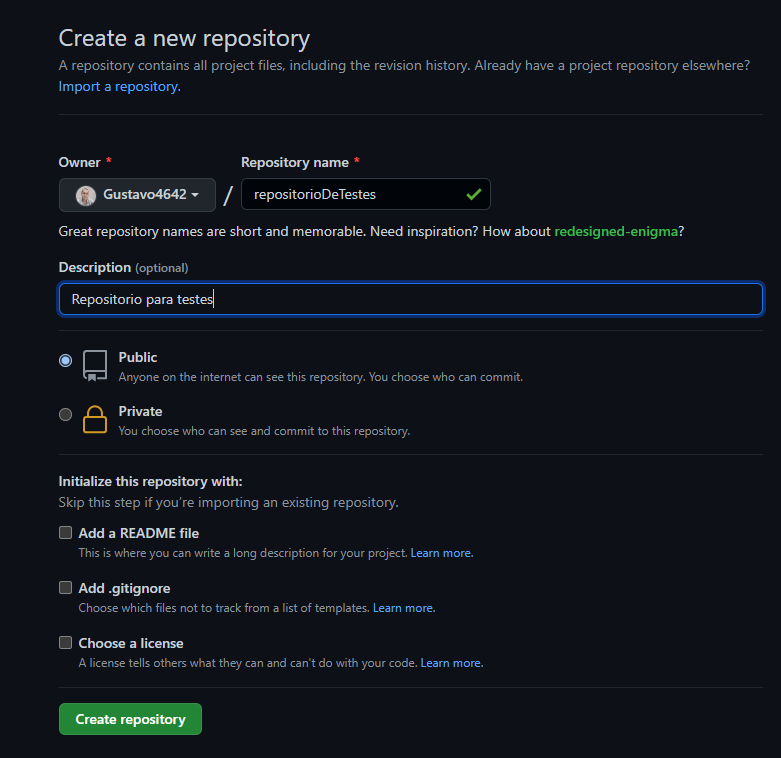 Create a new repository
A repository contains all project files, including the revision history. Already have a project repository elsewhere?
Import a repository.
Owner * Repository name *
Gustavo4642 / repositorioDeTestes
Great repository names are short and memorable. Need inspiration? How about redesigned-enigma?
Description (optional)
Repositorio para testes
Public
Anyone on the internet can see this repository. You choose who can commit.
Private
You choose who can see and commit to this repository.
Initialize this repository with:
Skip this step if you're importing an existing repository.
Add a README file
This is where you can write a long description for your project. Learn more.
Add .gitignore
Choose which files not to track from a list of templates. Learn more.
Choose a license
A license tells others what they can and can't do with your code. Learn more.
Create repository